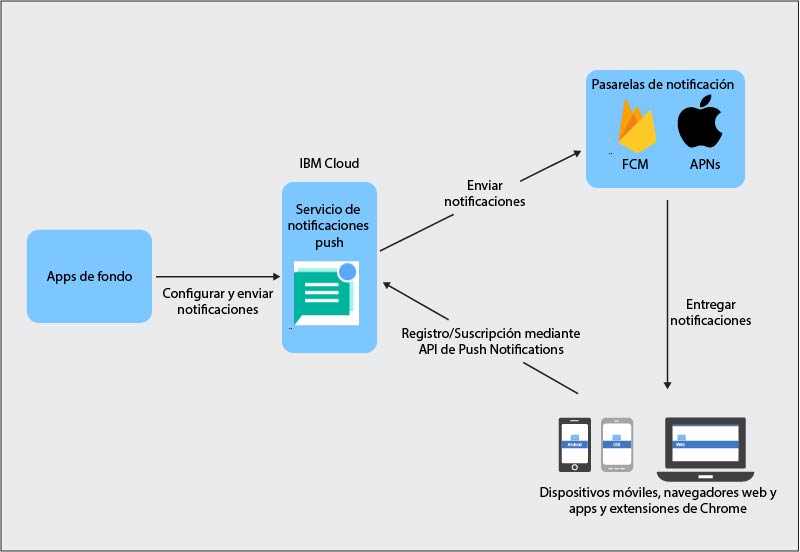 Pasarelas de notificación
FCM
APNs
IBM Cloud
Servicio de
notificaciones
push
Enviar
notificaciones
Apps de fondo
Configurar y enviar
notificaciones
Entregar
notificaciones
Registro/Suscripción mediante
API de Push Notifications
Android
iOS
Web
Dispositivos móviles, navegadores web y
apps y extensiones de Chrome